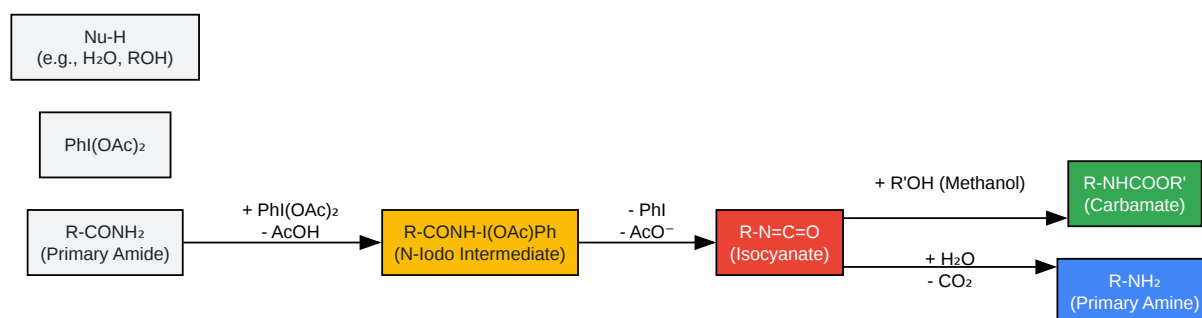 Nu-H
(e.g., H₂O, ROH)
PhI(OAc)₂
R-CONH₂
(Primary Amide)
+ PhI(OAc)₂
- AcOH
R-CONH-I(OAc)Ph
(N-Iodo Intermediate)
- PhI
- AcO⁻
R-N=C=O
(Isocyanate)
+ R'OH (Methanol)
R-NHCOOR'
(Carbamate)
+ H₂O
- CO₂
R-NH₂
(Primary Amine)